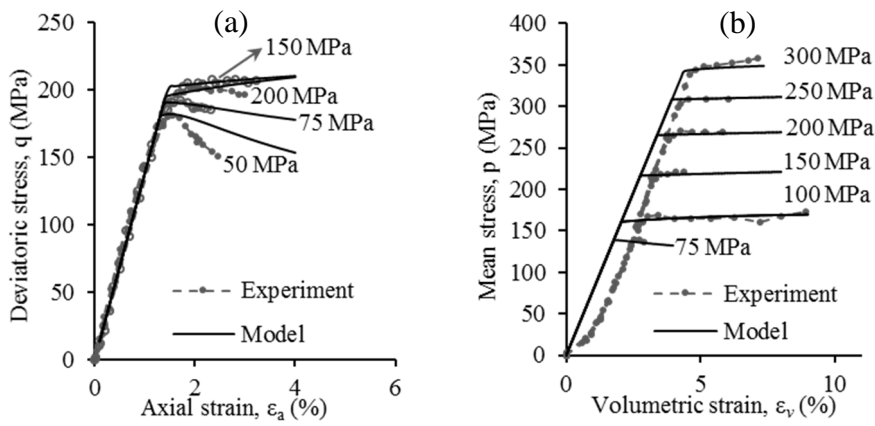 (a)
250
200
150
100
50
0
0 2 4 6
Deviatoric stress, q (MPa)
Axial strain, εa (%)
150 MPa
200 MPa
75 MPa
50 MPa
Experiment
Model
(b)
400
350
300
250
200
150
100
50
0
0 5 10
Mean stress, p (MPa)
Volumetric strain, εv (%)
300 MPa
250 MPa
200 MPa
150 MPa
100 MPa
75 MPa
Experiment
Model